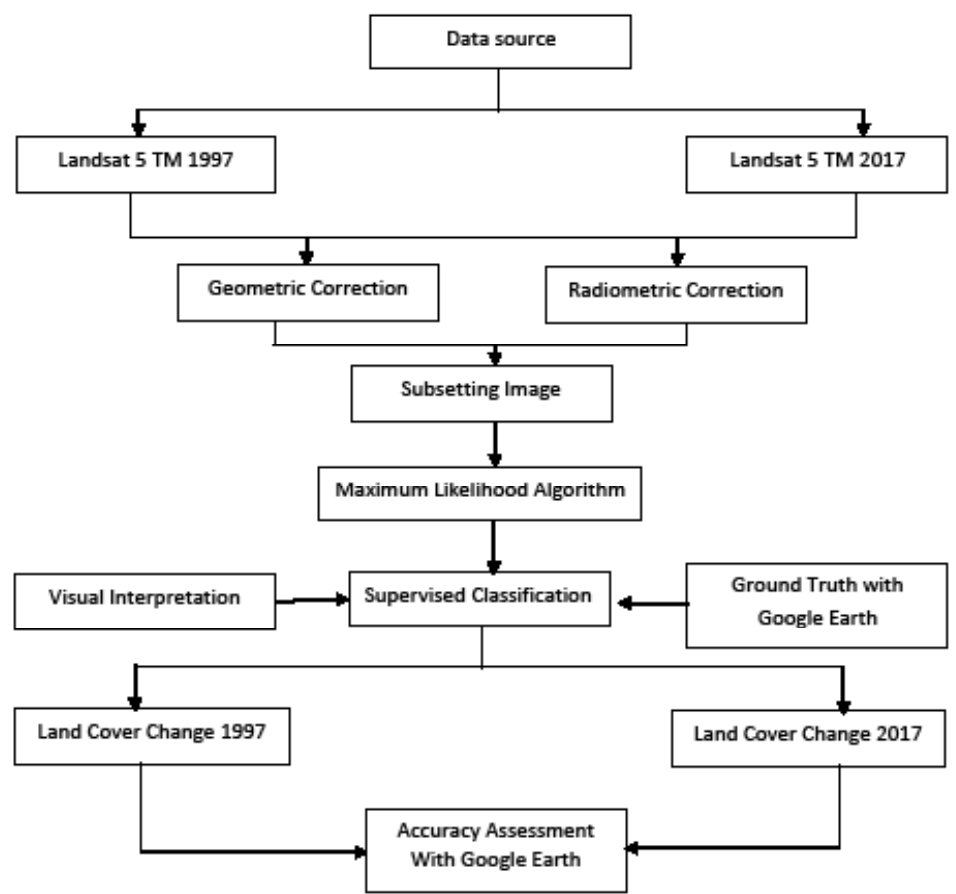 Data source
Landsat 5 TM 1997
Landsat 5 TM 2017
Geometric Correction
Radiometric Correction
Subsetting Image
Maximum Likelihood Algorithm
Visual Interpretation
Supervised Classification
Ground Truth with
Google Earth
Land Cover Change 1997
Land Cover Change 2017
Accuracy Assessment
With Google Earth